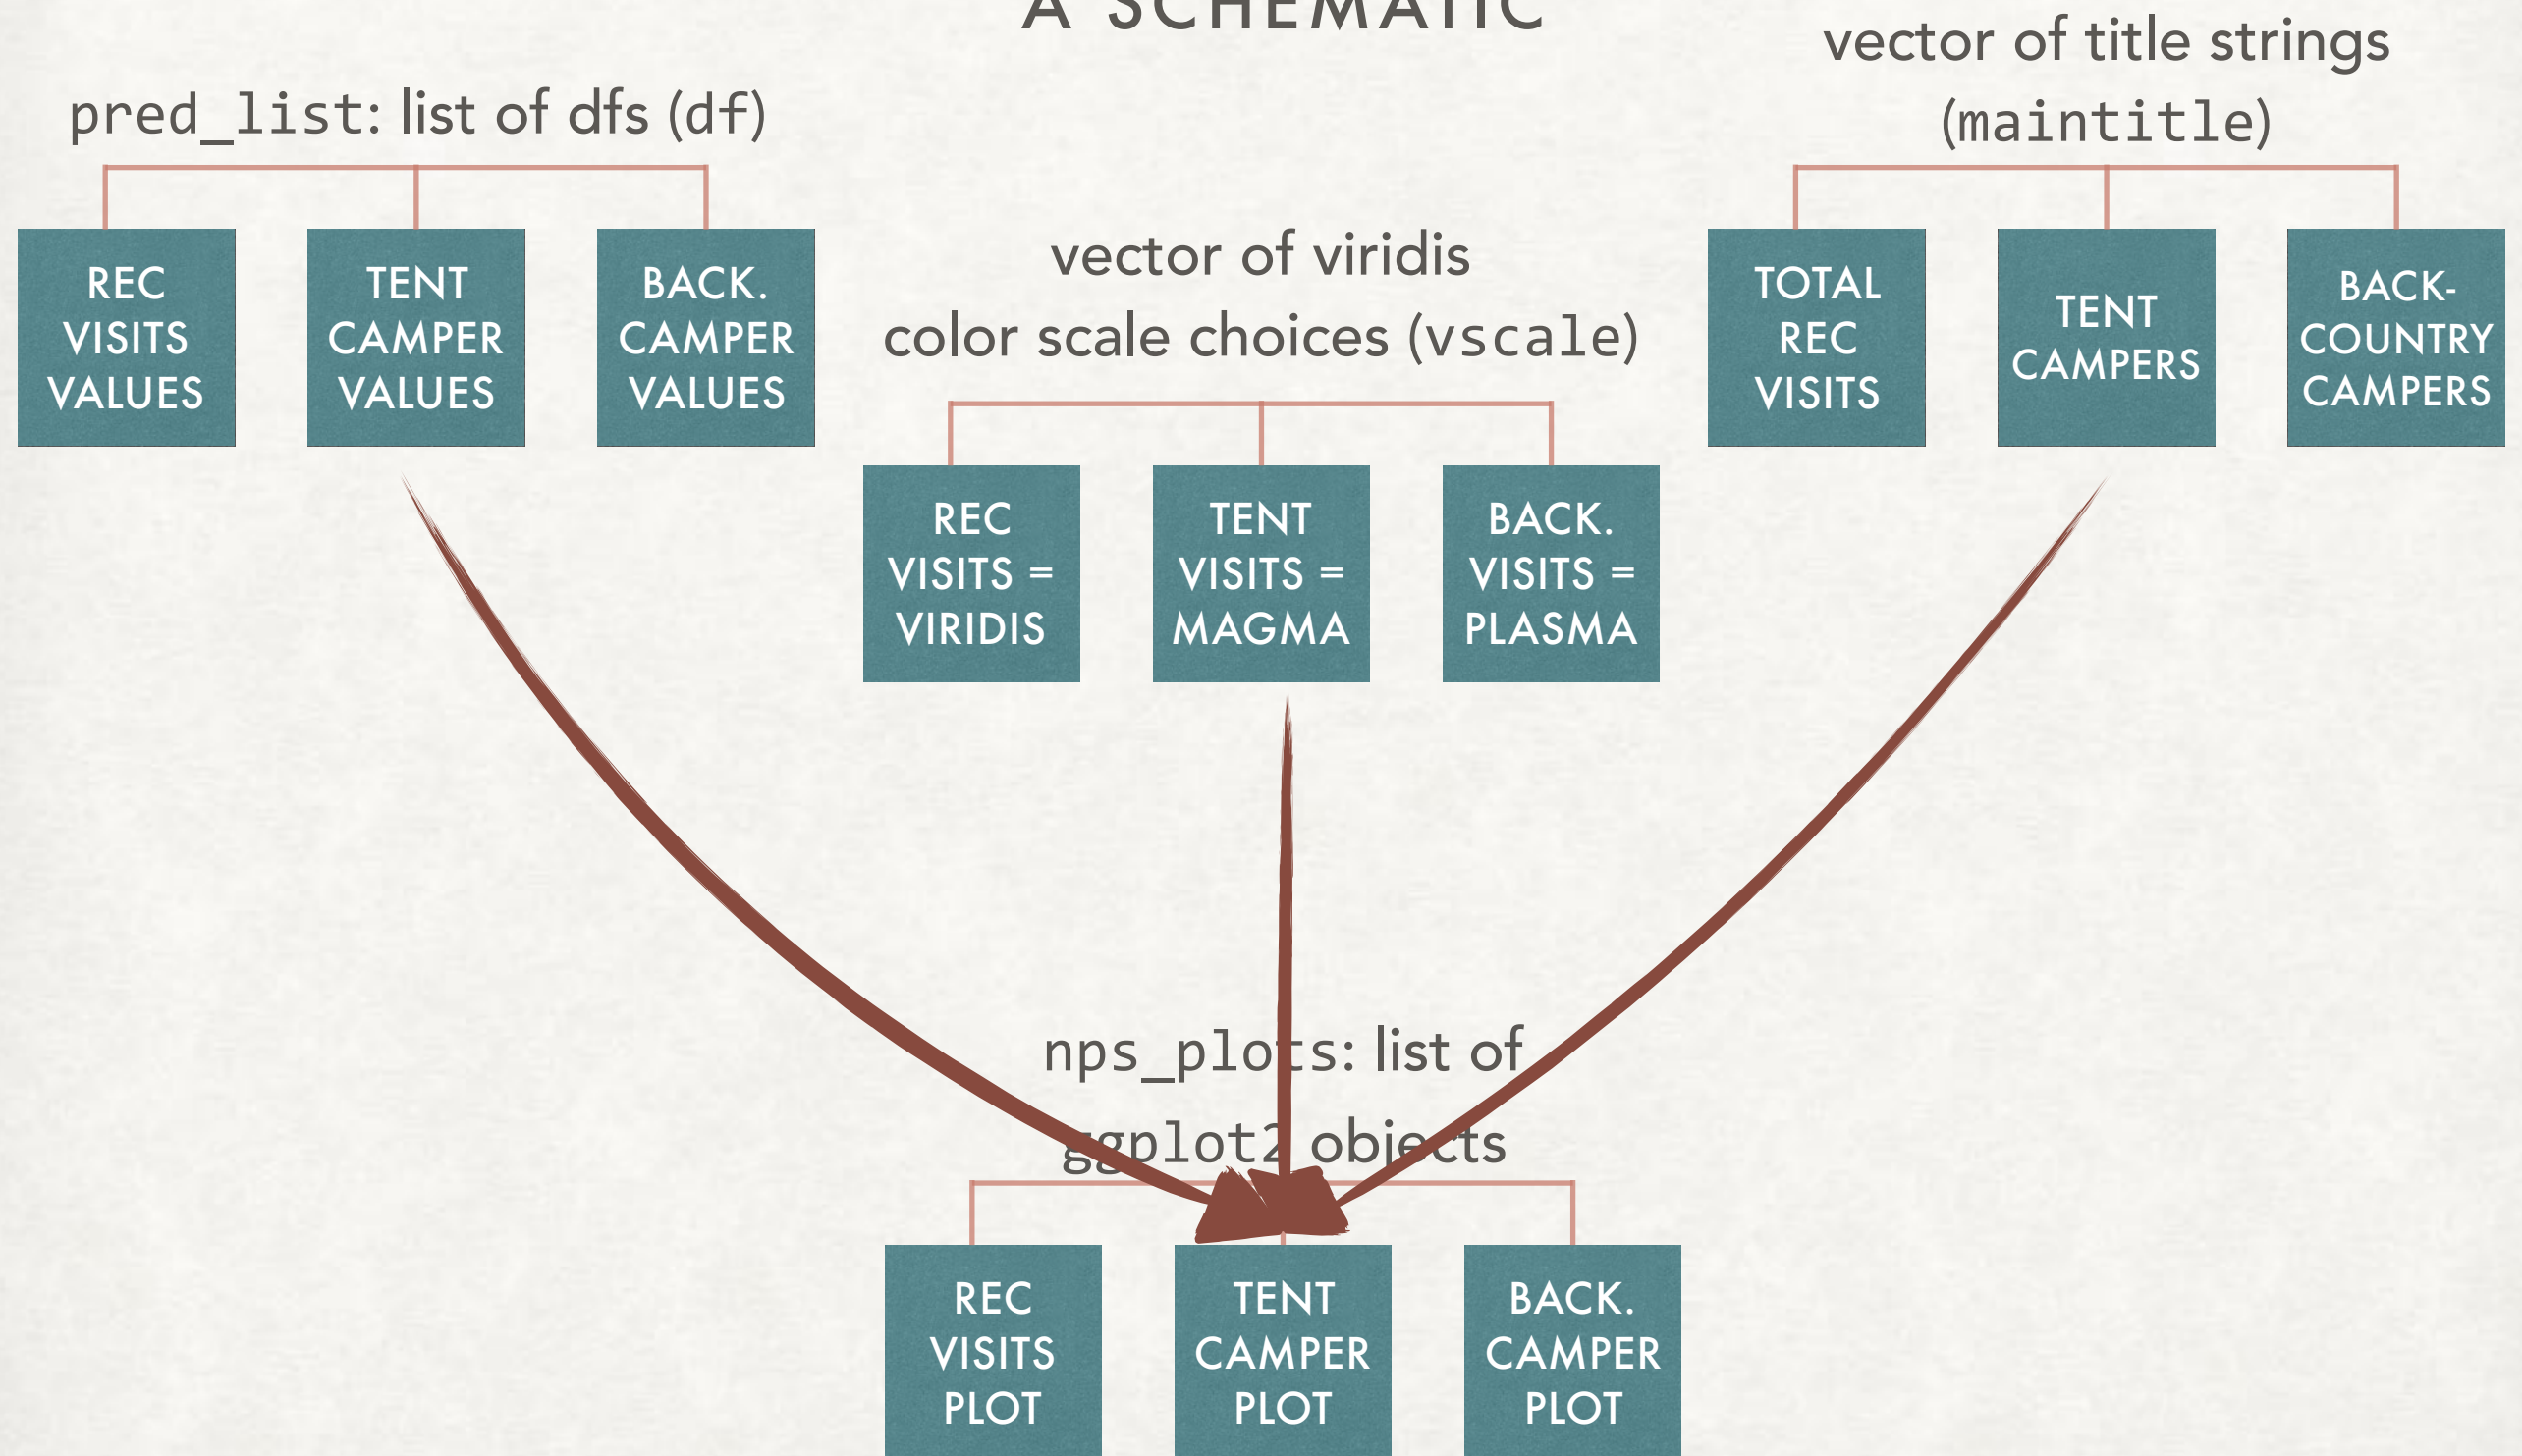 A SCHEMATIC
pred_list: list of dfs (df)
REC
VISITS
VALUES
TENT
CAMPER
VALUES
BACK.
CAMPER
VALUES
vector of viridis
color scale choices (vscale)
REC
VISITS =
VIRIDIS
TENT
VISITS =
MAGMA
BACK.
VISITS =
PLASMA
vector of title strings
(maintitle)
TOTAL
REC
VISITS
TENT
CAMPERS
BACK-
COUNTRY
CAMPERS
nps_plots: list of
ggplot2 objects
REC
VISITS
PLOT
TENT
CAMPER
PLOT
BACK.
CAMPER
PLOT